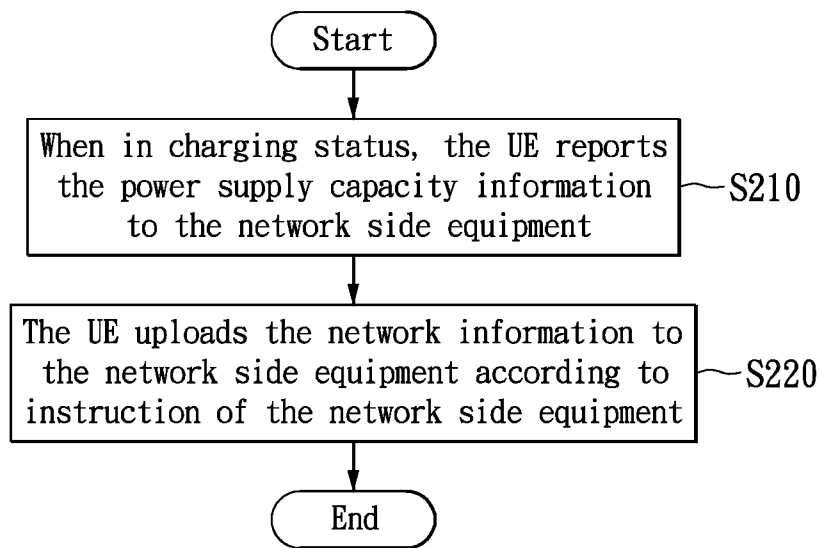 Start
When in charging status, the UE reports
the power supply capacity information
to the network side equipment
S210
The UE uploads the network information to
the network side equipment according to
instruction of the network side equipment
S220
End